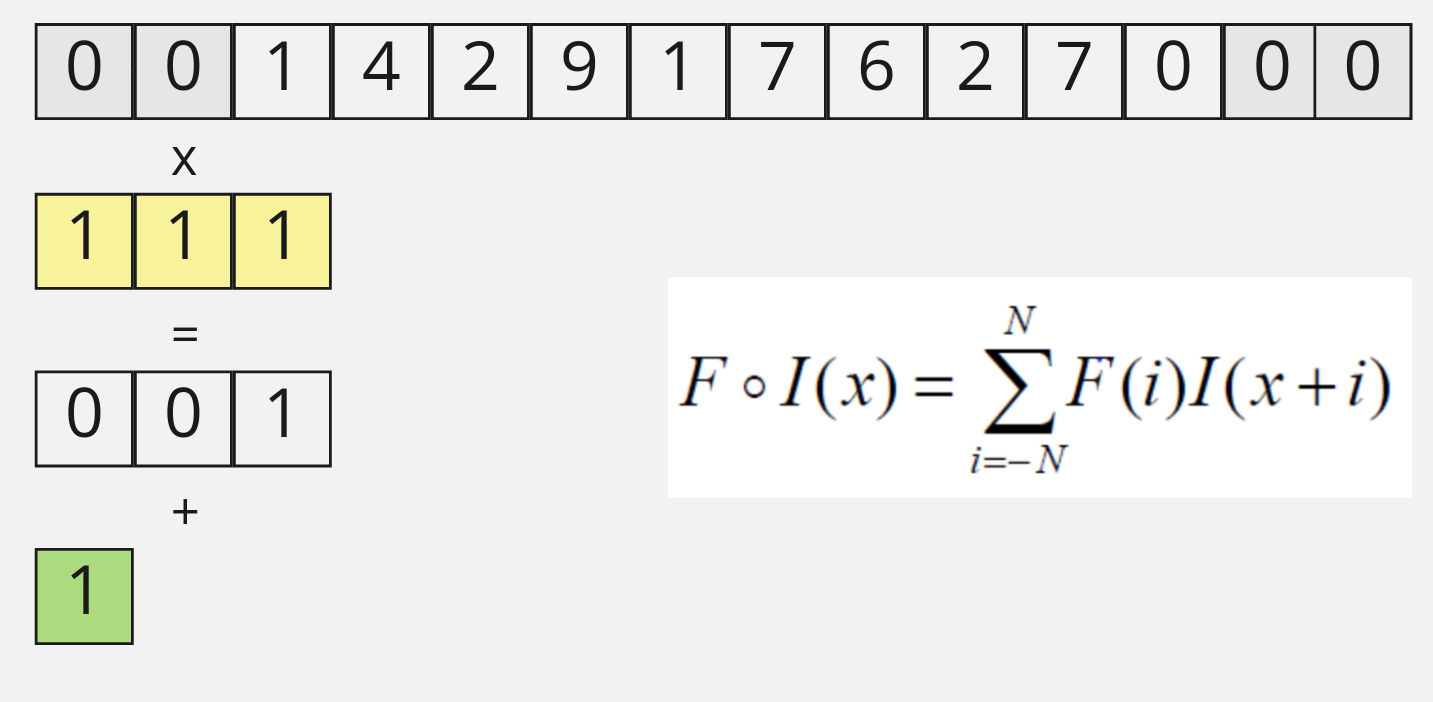 0 0 1 4 2 9 1 7 6 2 7 0 0 0
x
1 1 1
=
0 0 1
+
1
N
F ∘ I(x) = ∑ F(i)I(x+i)
i=−N